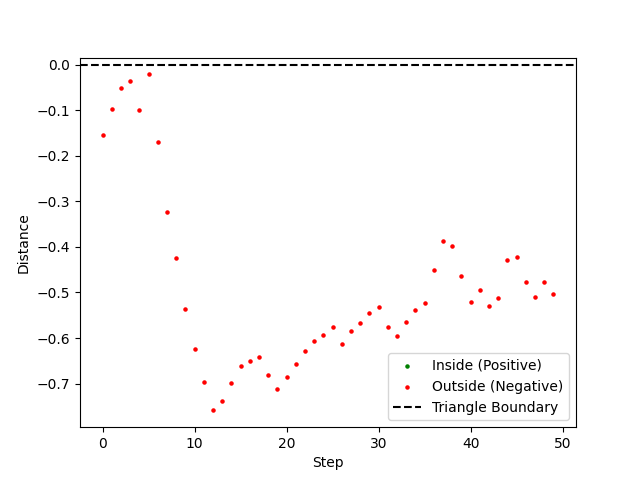 0.0
−0.1
−0.2
−0.3
−0.4
−0.5
−0.6
−0.7
Distance
0 10 20 30 40 50
Step
Inside (Positive)
Outside (Negative)
Triangle Boundary